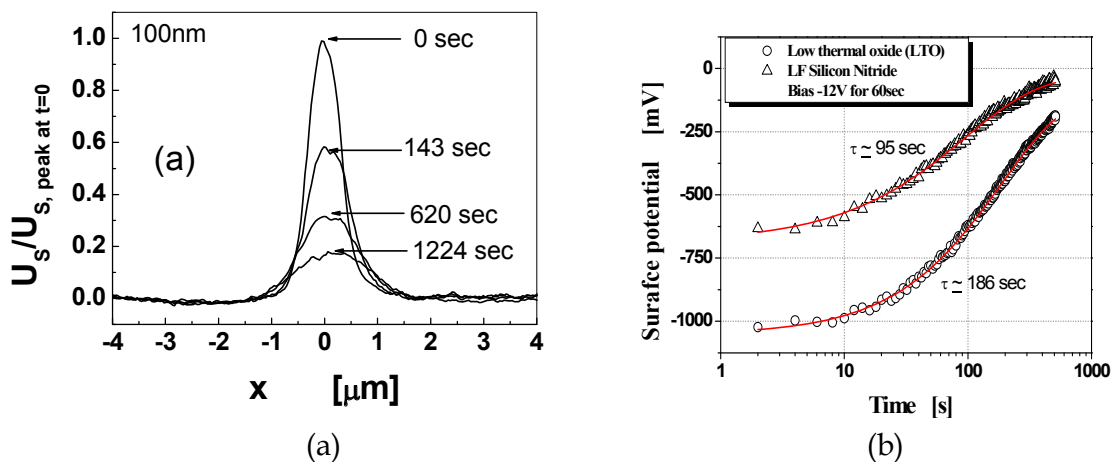 100nm
0 sec
143 sec
620 sec
1224 sec
(a)
1.0
0.8
0.6
0.4
0.2
0.0
U_S/U_S, peak at t=0
-4 -3 -2 -1 0 1 2 3 4
x [μm]
(a)
○ Low thermal oxide (LTO)
△ LF Silicon Nitride
Bias -12V for 60sec
0
-250
-500
-750
-1000
Surafce potential [mV]
τ ~ 95 sec
τ ~ 186 sec
1 10 100 1000
Time [s]
(b)